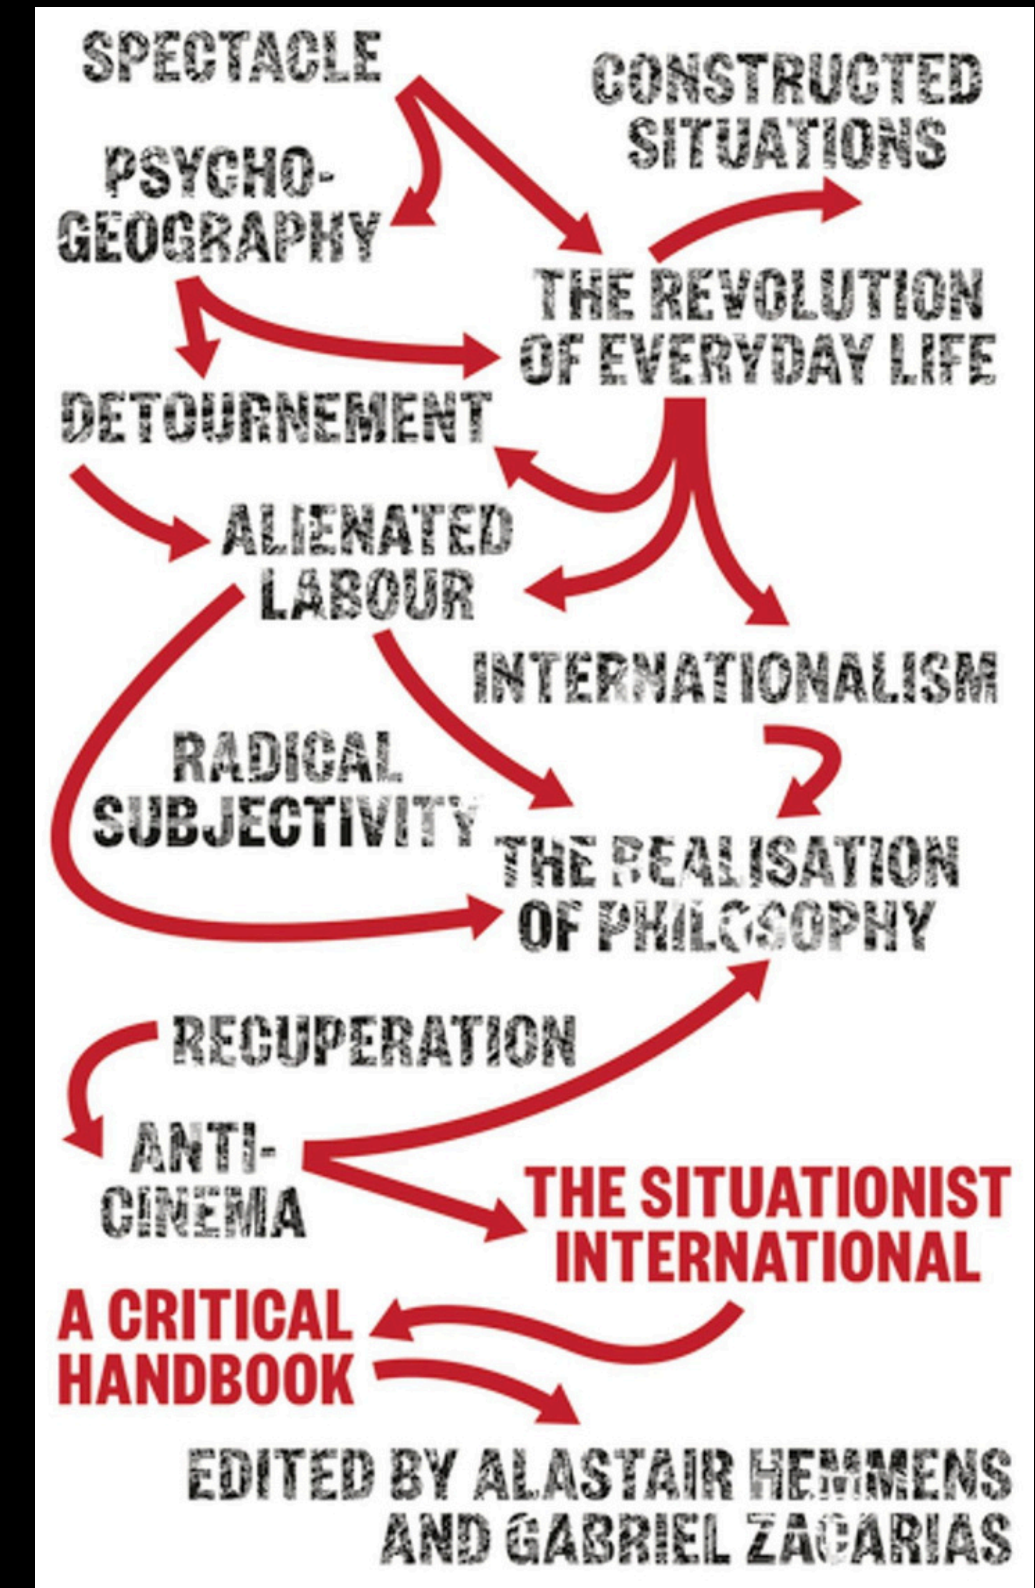 SPECTACLE
CONSTRUCTED
SITUATIONS
PSYCHO-
GEOGRAPHY
THE REVOLUTION
OF EVERYDAY LIFE
DETOURNEMENT
ALIENATED
LABOUR
INTERNATIONALISM
RADICAL
SUBJECTIVITY
THE REALISATION
OF PHILOSOPHY
RECUPERATION
ANTI-
CINEMA
THE SITUATIONIST
INTERNATIONAL
A CRITICAL
HANDBOOK
EDITED BY ALASTAIR HEMMENS
AND GABRIEL ZACARIAS